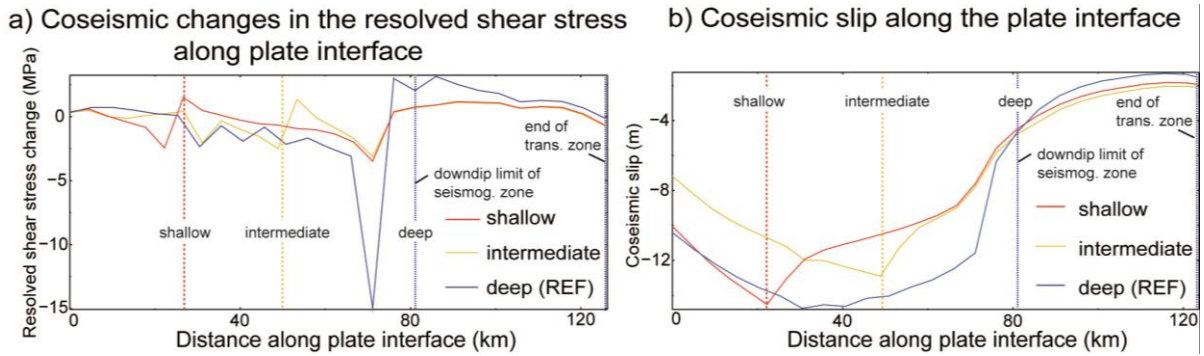 a) Coseismic changes in the resolved shear stress
along plate interface
Resolved shear stress change (MPa)
0
−5
−10
−15
shallow
intermediate
deep
end of
trans. zone
downdip limit of
seismog. zone
shallow
intermediate
deep (REF)
0
40
80
120
Distance along plate interface (km)
b) Coseismic slip along the plate interface
Coseismic slip (m)
−4
−8
−12
shallow
intermediate
deep
end of
trans. zone
downdip limit of
seismog. zone
shallow
intermediate
deep (REF)
0
40
80
120
Distance along plate interface (km)